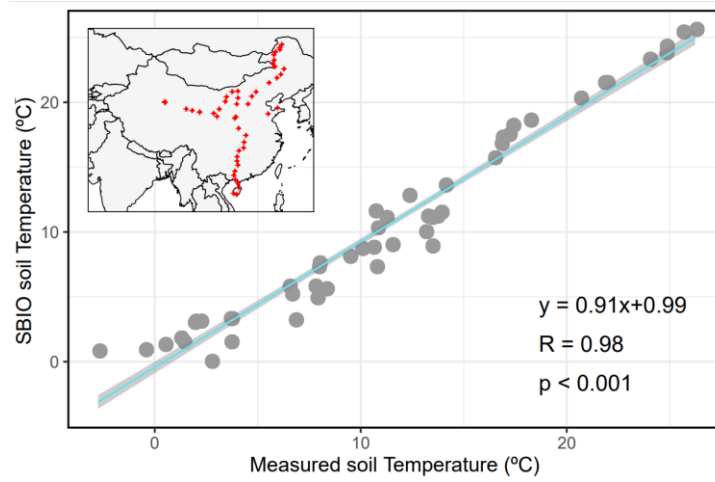 20
10
0
SBIO soil Temperature (ºC)
y = 0.91x+0.99
R = 0.98
p < 0.001
0
10
20
Measured soil Temperature (ºC)